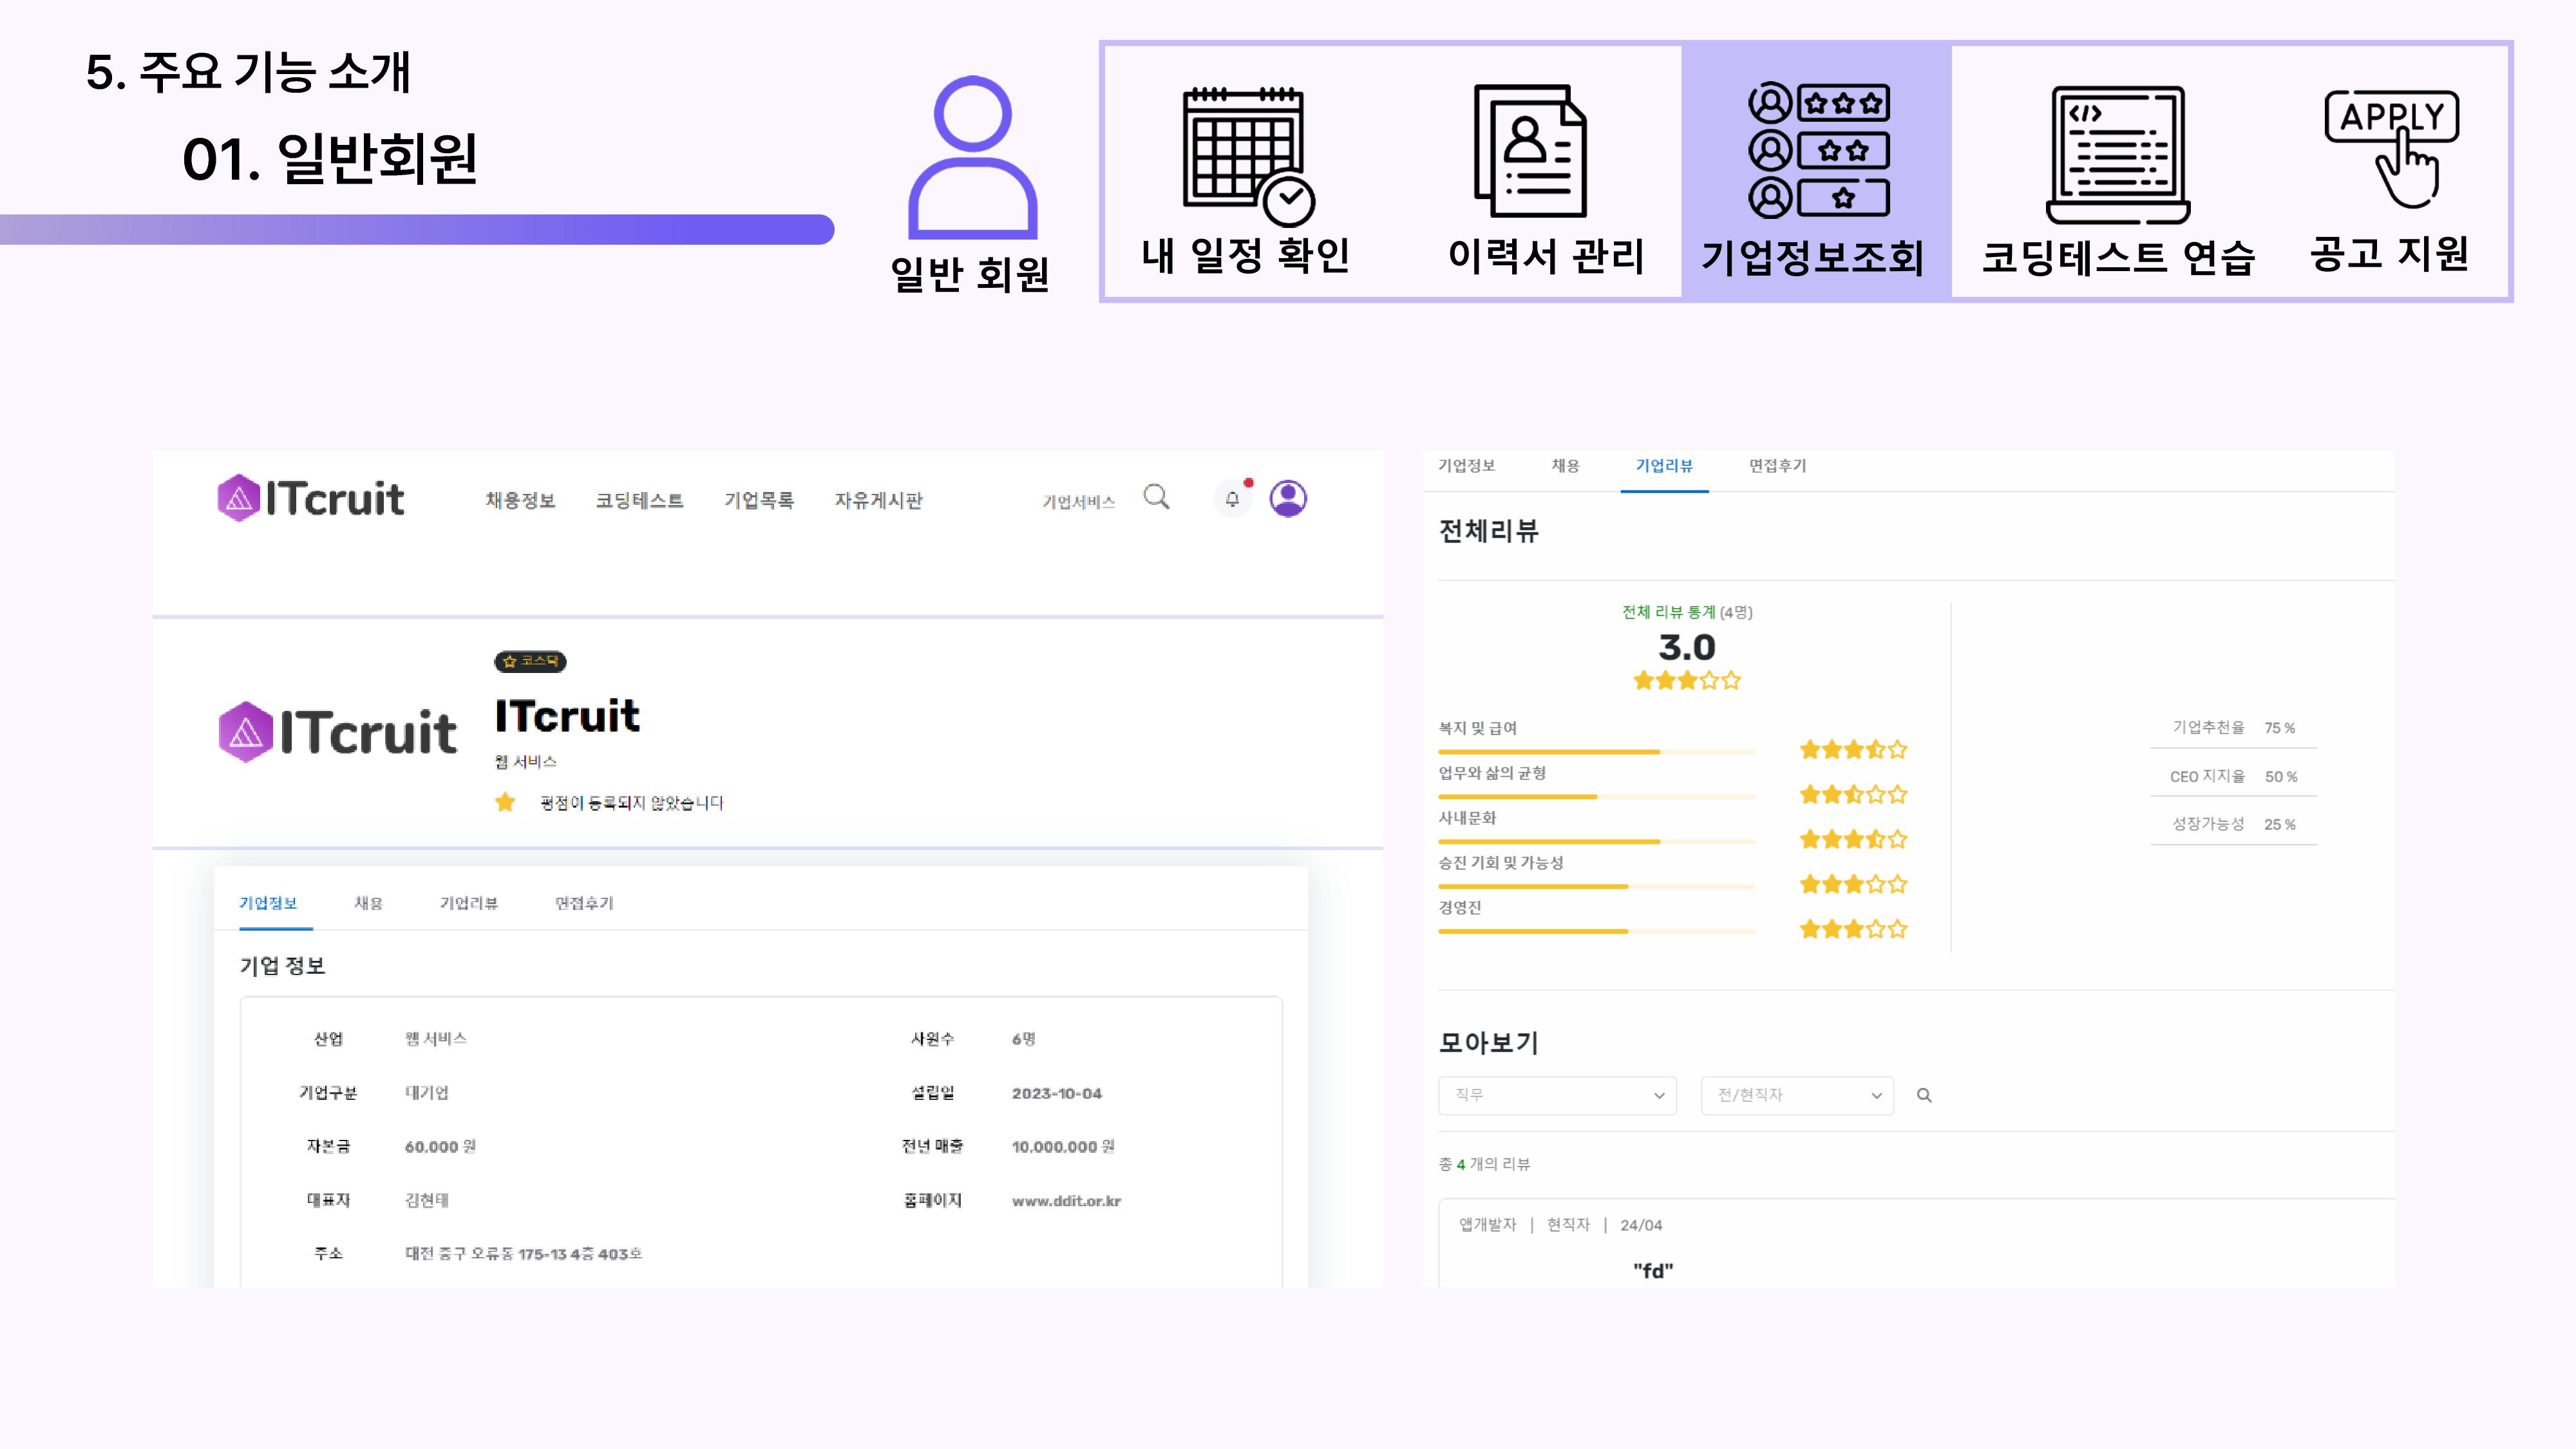 5. 주요 기능 소개
01. 일반회원
일반 회원
내 일정 확인
이력서 관리
기업정보조회
코딩테스트 연습
APPLY
공고 지원
ITcruit
채용정보 코딩테스트 기업목록 자유게시판 기업서비스
코스닥
ITcruit
ITcruit
웹 서비스
평점이 등록되지 않았습니다
기업정보 채용 기업리뷰 면접후기
기업 정보
산업 웹 서비스 사원수 6명
기업구분 대기업 설립일 2023-10-04
자본금 60,000 원 전년 매출 10,000,000 원
대표자 김현태 홈페이지 www.ddit.or.kr
주소 대전 중구 오류동 175-13 4층 403호
기업정보 채용 기업리뷰 면접후기
전체리뷰
전체 리뷰 통계 (4명)
3.0
복지 및 급여
업무와 삶의 균형
사내문화
승진 기회 및 가능성
경영진
기업추천율 75 %
CEO 지지율 50 %
성장가능성 25 %
모아보기
직무 전/현직자
총 4 개의 리뷰
앱개발자 | 현직자 | 24/04
"fd"